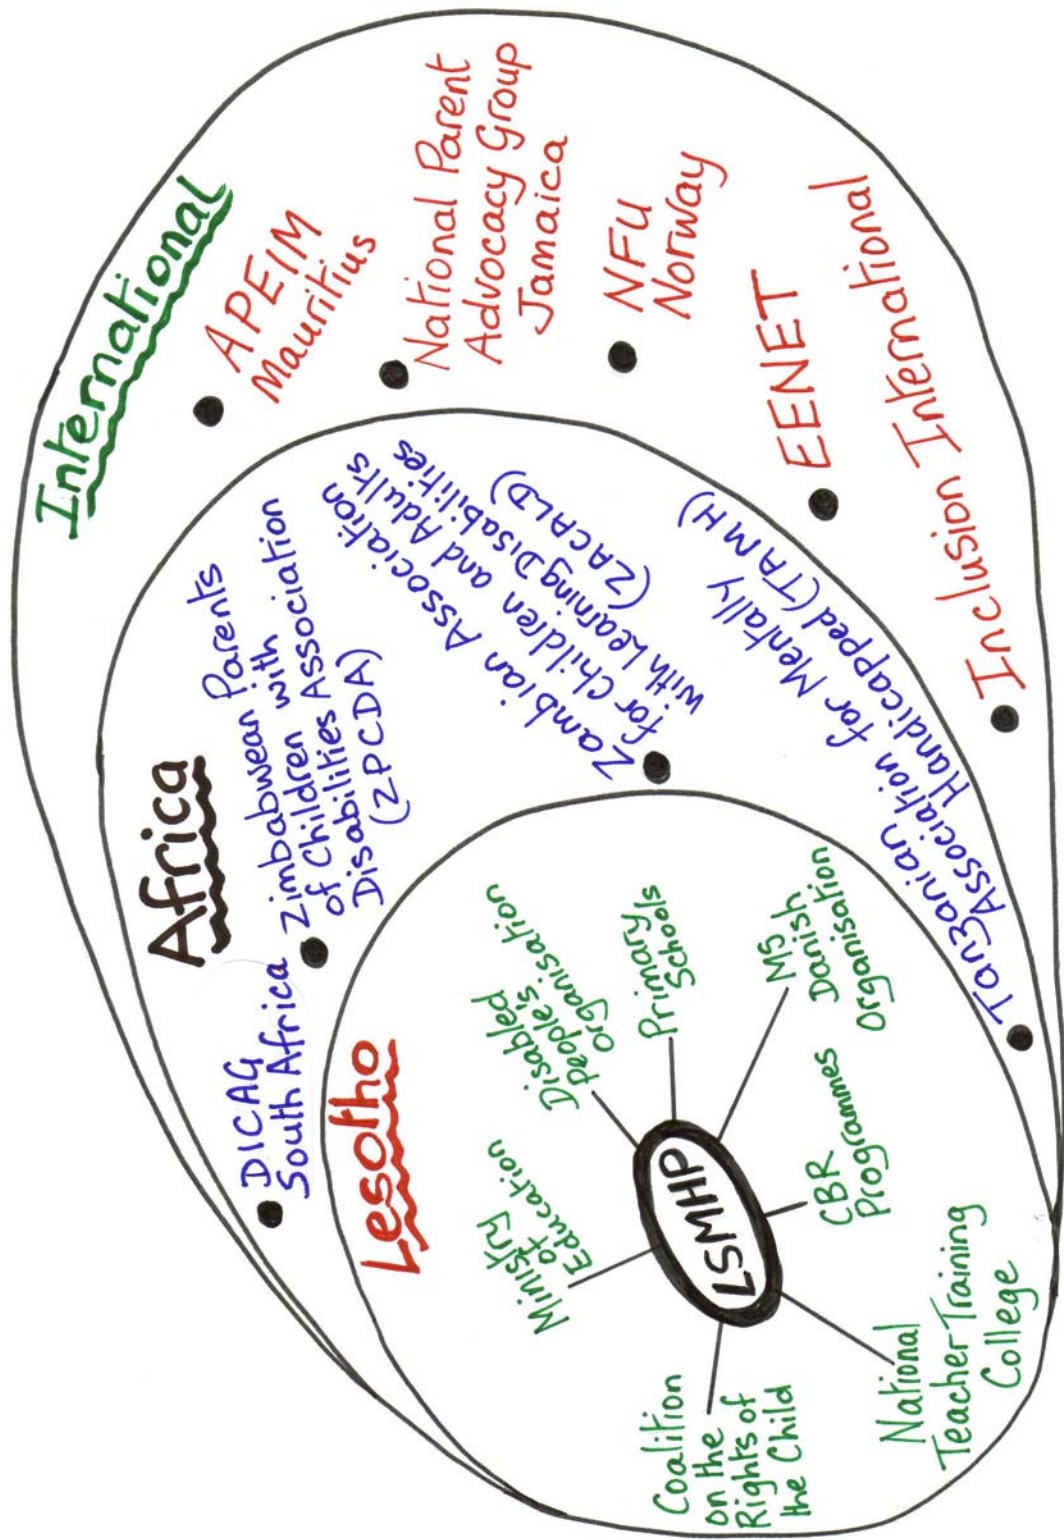 International
APEIM
Mauritius
National Parent
Advocacy Group
Jamaica
NFU
Norway
EENET
Inclusion International
Africa
DICAG
South Africa
Zimbabwean Parents
of Children with
Disabilities Association
(ZPCDA)
Zambian Association
for Children and Adults
with Learning Disabilities
(ZACALD)
Tanzanian
Association for Mentally
Handicapped (TAMH)
Lesotho
LSMHP
Ministry
of
Education
Disabled
People's
Organisation
Primary
Schools
MS
Danish
Organisation
CBR
Programmes
National
Teacher Training
College
Coalition
on the
Rights of
the Child